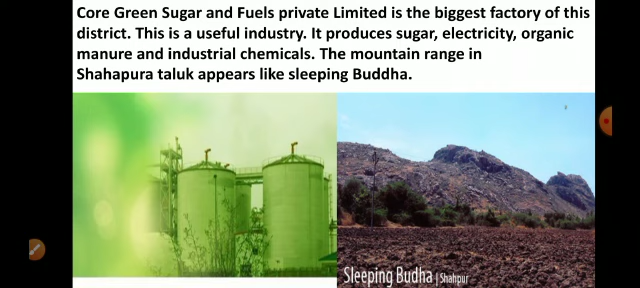 Core Green Sugar and Fuels private Limited is the biggest factory of this
district. This is a useful industry. It produces sugar, electricity, organic
manure and industrial chemicals. The mountain range in
Shahapura taluk appears like sleeping Buddha.
Sleeping Budha | Shahpur